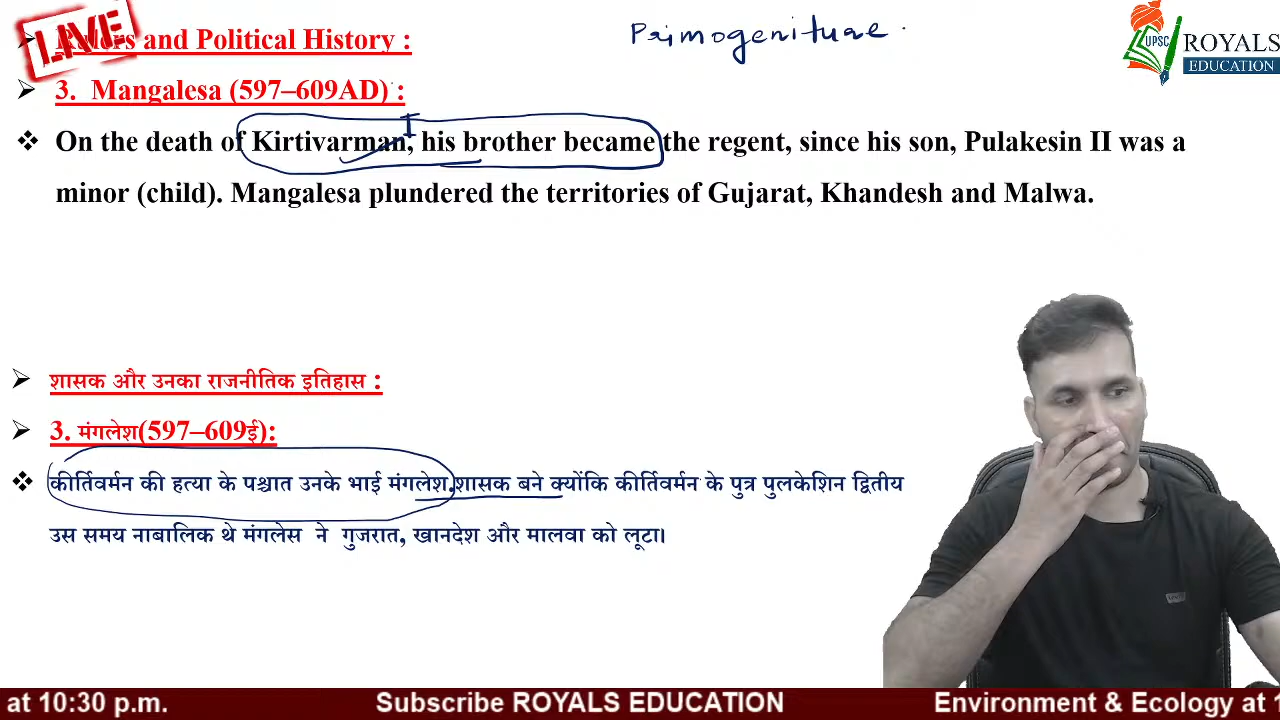 LIVE
Rulers and Political History :
Primogeniture
UPSC
ROYALS
EDUCATION
➢ 3. Mangalesa (597–609AD) :
I
❖ On the death of Kirtivarman, his brother became the regent, since his son, Pulakesin II was a
minor (child). Mangalesa plundered the territories of Gujarat, Khandesh and Malwa.
➢ शासक और उनका राजनीतिक इतिहास :
➢ 3. मंगलेश(597–609ई):
❖ कीर्तिवर्मन की हत्या के पश्चात उनके भाई मंगलेश,शासक बने क्योंकि कीर्तिवर्मन के पुत्र पुलकेशिन द्वितीय
उस समय नाबालिक थे मंगलेस ने गुजरात, खानदेश और मालवा को लूटा।
at 10:30 p.m. Subscribe ROYALS EDUCATION Environment & Ecology at